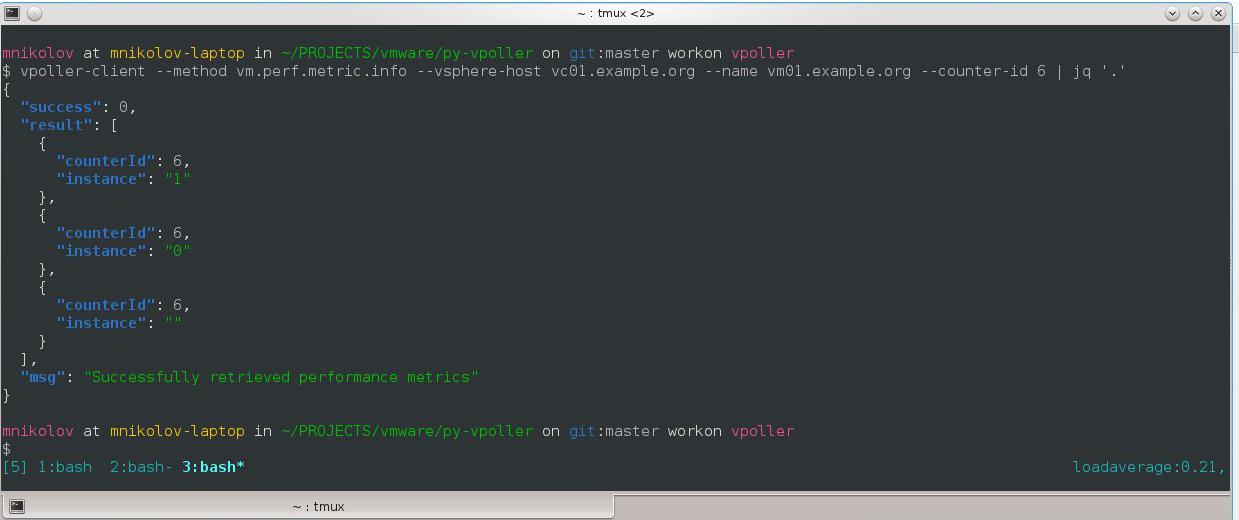 ~ : tmux <2>
mnikolov at mnikolov-laptop in ~/PROJECTS/vmware/py-vpoller on git:master workon vpoller
$ vpoller-client --method vm.perf.metric.info --vsphere-host vc01.example.org --name vm01.example.org --counter-id 6 | jq '.'
{
  "success": 0,
  "result": [
    {
      "counterId": 6,
      "instance": "1"
    },
    {
      "counterId": 6,
      "instance": "0"
    },
    {
      "counterId": 6,
      "instance": ""
    }
  ],
  "msg": "Successfully retrieved performance metrics"
}
mnikolov at mnikolov-laptop in ~/PROJECTS/vmware/py-vpoller on git:master workon vpoller
$
[5] 1:bash  2:bash- 3:bash* loadaverage:0.21,
~ : tmux